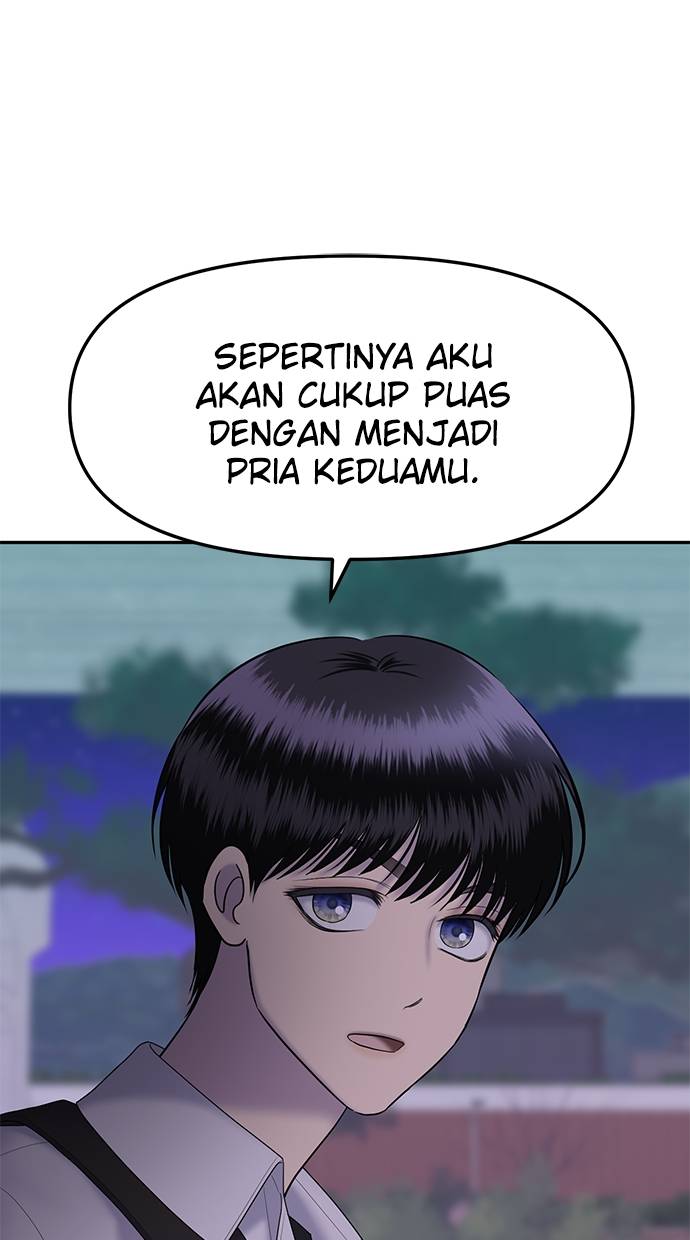 SEPERTINYA AKU
AKAN CUKUP PUAS
DENGAN MENJADI
PRIA KEDUAMU.